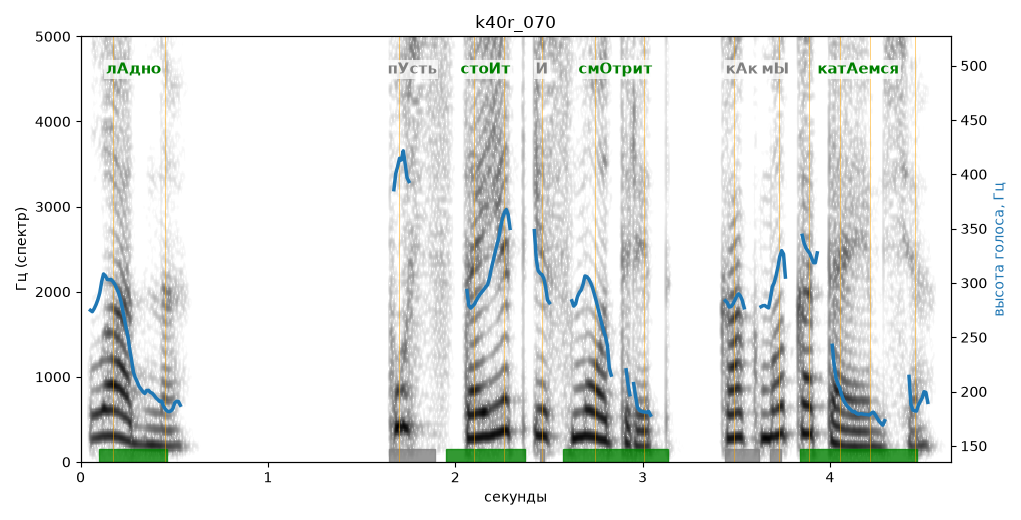 k40r_070
лАдно
пУсть
стоИт
И
смОтрит
кАк мЫ
катАемся
5000
4000
3000
2000
1000
0
500
450
400
350
300
250
200
150
0
1
2
3
4
Гц (спектр)
высота голоса, Гц
секунды